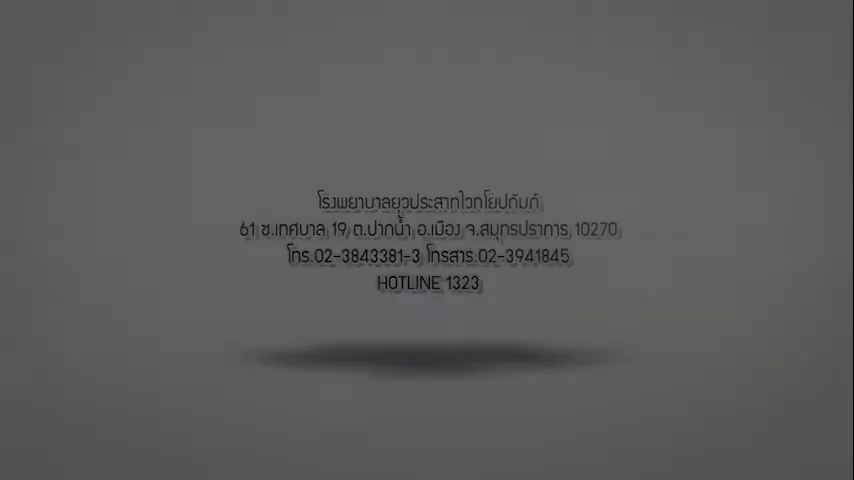 โรงพยาบาลยุวประสาทไวทโยปถัมภ์
61 ซ.เทศบาล 19 ต.ปากน้ำ อ.เมือง จ.สมุทรปราการ 10270
โทร.02-3843381-3 โทรสาร.02-3941845
HOTLINE 1323